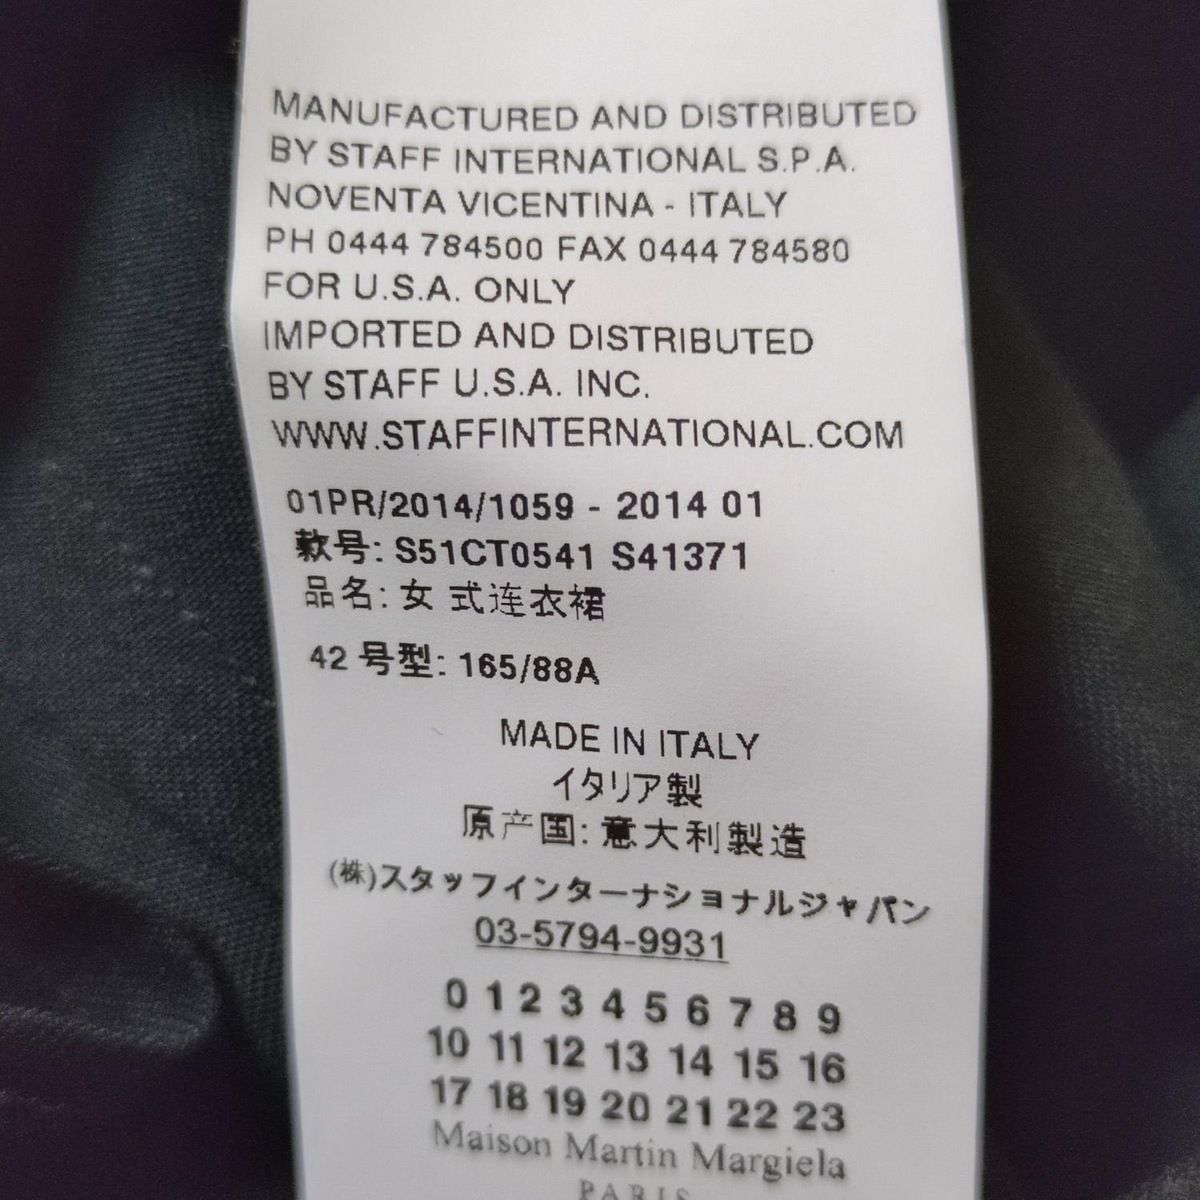 MANUFACTURED AND DISTRIBUTED
BY STAFF INTERNATIONAL S.P.A.
NOVENTA VICENTINA - ITALY
PH 0444 784500 FAX 0444 784580
FOR U.S.A. ONLY
IMPORTED AND DISTRIBUTED
BY STAFF U.S.A. INC.
WWW.STAFFINTERNATIONAL.COM
01PR/2014/1059 - 2014 01
款号: S51CT0541 S41371
品名: 女 式连衣裙
42 号型: 165/88A
MADE IN ITALY
イタリア製
原产国: 意大利製造
(株)スタッフインターナショナルジャパン
03-5794-9931
0 1 2 3 4 5 6 7 8 9
10 11 12 13 14 15 16
17 18 19 20 21 22 23
Maison Martin Margiela
PARIS